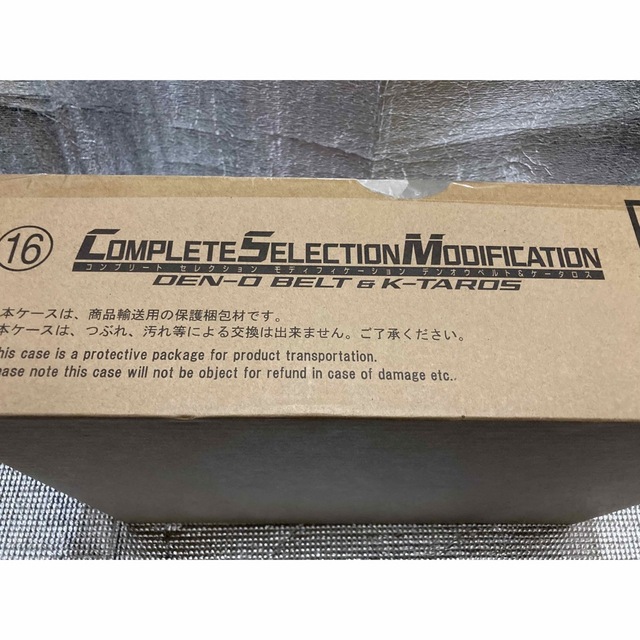 16
COMPLETE SELECTION MODIFICATION
コンプリート セレクション モディフィケーション デンオウベルト&ケータロス
DEN-O BELT & K-TAROS
本ケースは、商品輸送用の保護梱包材です。
本ケースは、つぶれ、汚れ等による交換は出来ません。ご了承ください。
his case is a protective package for product transportation.
ease note this case will not be object for refund in case of damage etc..